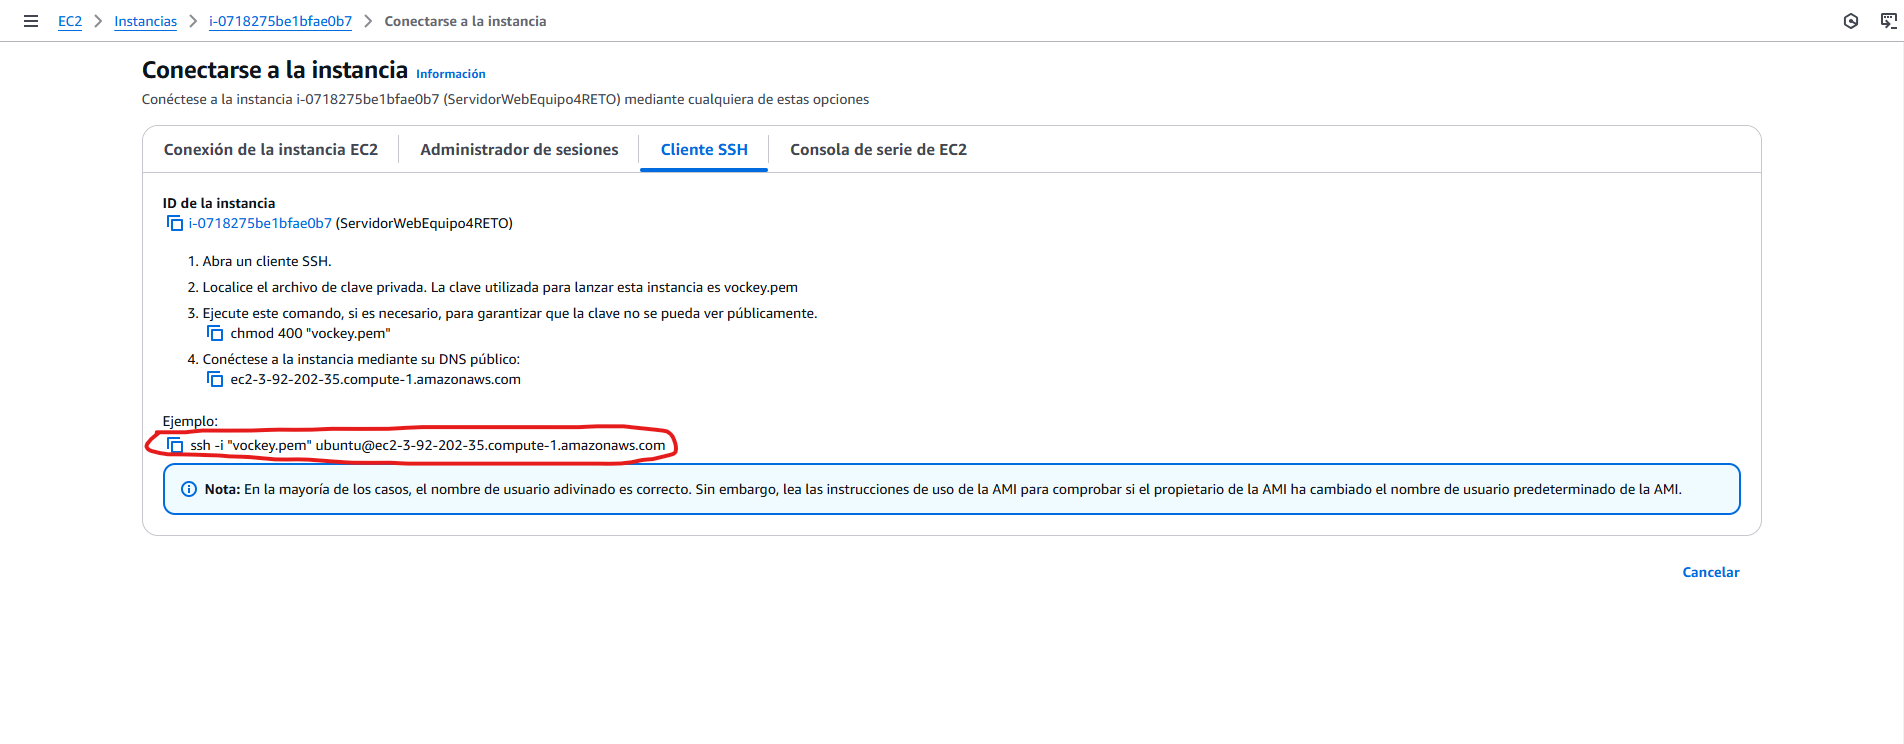 EC2 > Instancias > i-0718275be1bfae0b7 > Conectarse a la instancia
Conectarse a la instancia Información
Conéctese a la instancia i-0718275be1bfae0b7 (ServidorWebEquipo4RETO) mediante cualquiera de estas opciones
Conexión de la instancia EC2 Administrador de sesiones Cliente SSH Consola de serie de EC2
ID de la instancia
i-0718275be1bfae0b7 (ServidorWebEquipo4RETO)
1. Abra un cliente SSH.
2. Localice el archivo de clave privada. La clave utilizada para lanzar esta instancia es vockey.pem
3. Ejecute este comando, si es necesario, para garantizar que la clave no se pueda ver públicamente.
chmod 400 "vockey.pem"
4. Conéctese a la instancia mediante su DNS público:
ec2-3-92-202-35.compute-1.amazonaws.com
Ejemplo:
ssh -i "vockey.pem" ubuntu@ec2-3-92-202-35.compute-1.amazonaws.com
Nota: En la mayoría de los casos, el nombre de usuario adivinado es correcto. Sin embargo, lea las instrucciones de uso de la AMI para comprobar si el propietario de la AMI ha cambiado el nombre de usuario predeterminado de la AMI.
Cancelar